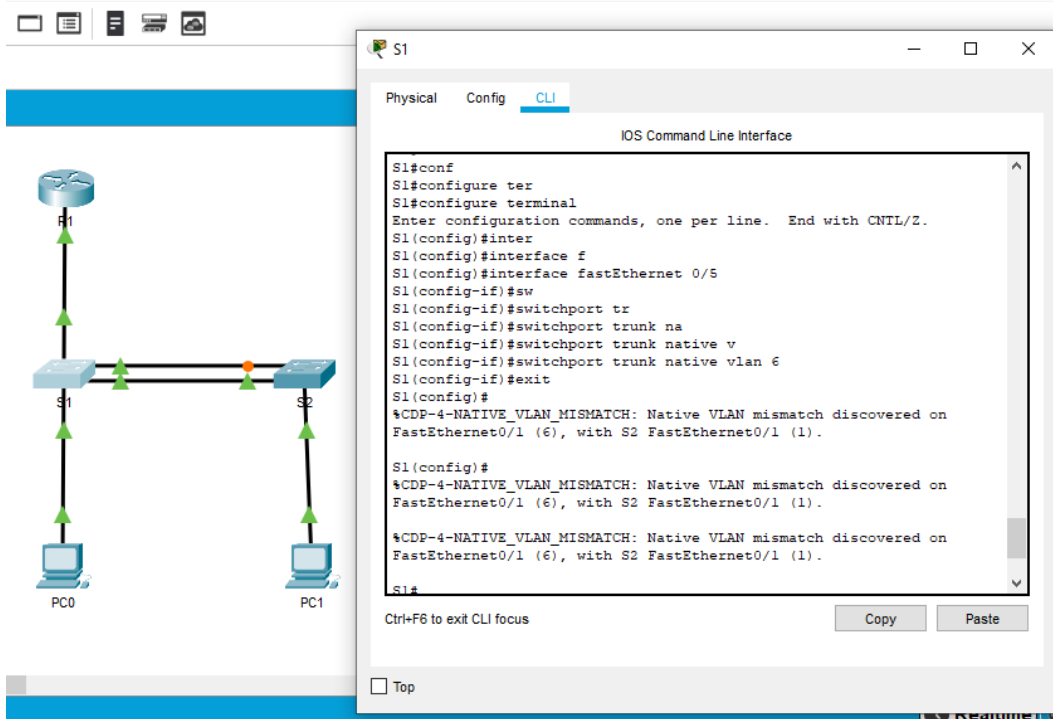 S1
Physical Config CLI
IOS Command Line Interface
S1#conf
S1#configure ter
S1#configure terminal
Enter configuration commands, one per line. End with CNTL/Z.
S1(config)#inter
S1(config)#interface f
S1(config)#interface fastEthernet 0/5
S1(config-if)#sw
S1(config-if)#switchport tr
S1(config-if)#switchport trunk na
S1(config-if)#switchport trunk native v
S1(config-if)#switchport trunk native vlan 6
S1(config-if)#exit
S1(config)#
%CDP-4-NATIVE_VLAN_MISMATCH: Native VLAN mismatch discovered on
FastEthernet0/1 (6), with S2 FastEthernet0/1 (1).
S1(config)#
%CDP-4-NATIVE_VLAN_MISMATCH: Native VLAN mismatch discovered on
FastEthernet0/1 (6), with S2 FastEthernet0/1 (1).
%CDP-4-NATIVE_VLAN_MISMATCH: Native VLAN mismatch discovered on
FastEthernet0/1 (6), with S2 FastEthernet0/1 (1).
S1#
Ctrl+F6 to exit CLI focus
Copy
Paste
Top
R1
S1
S2
PC0
PC1
Realtime